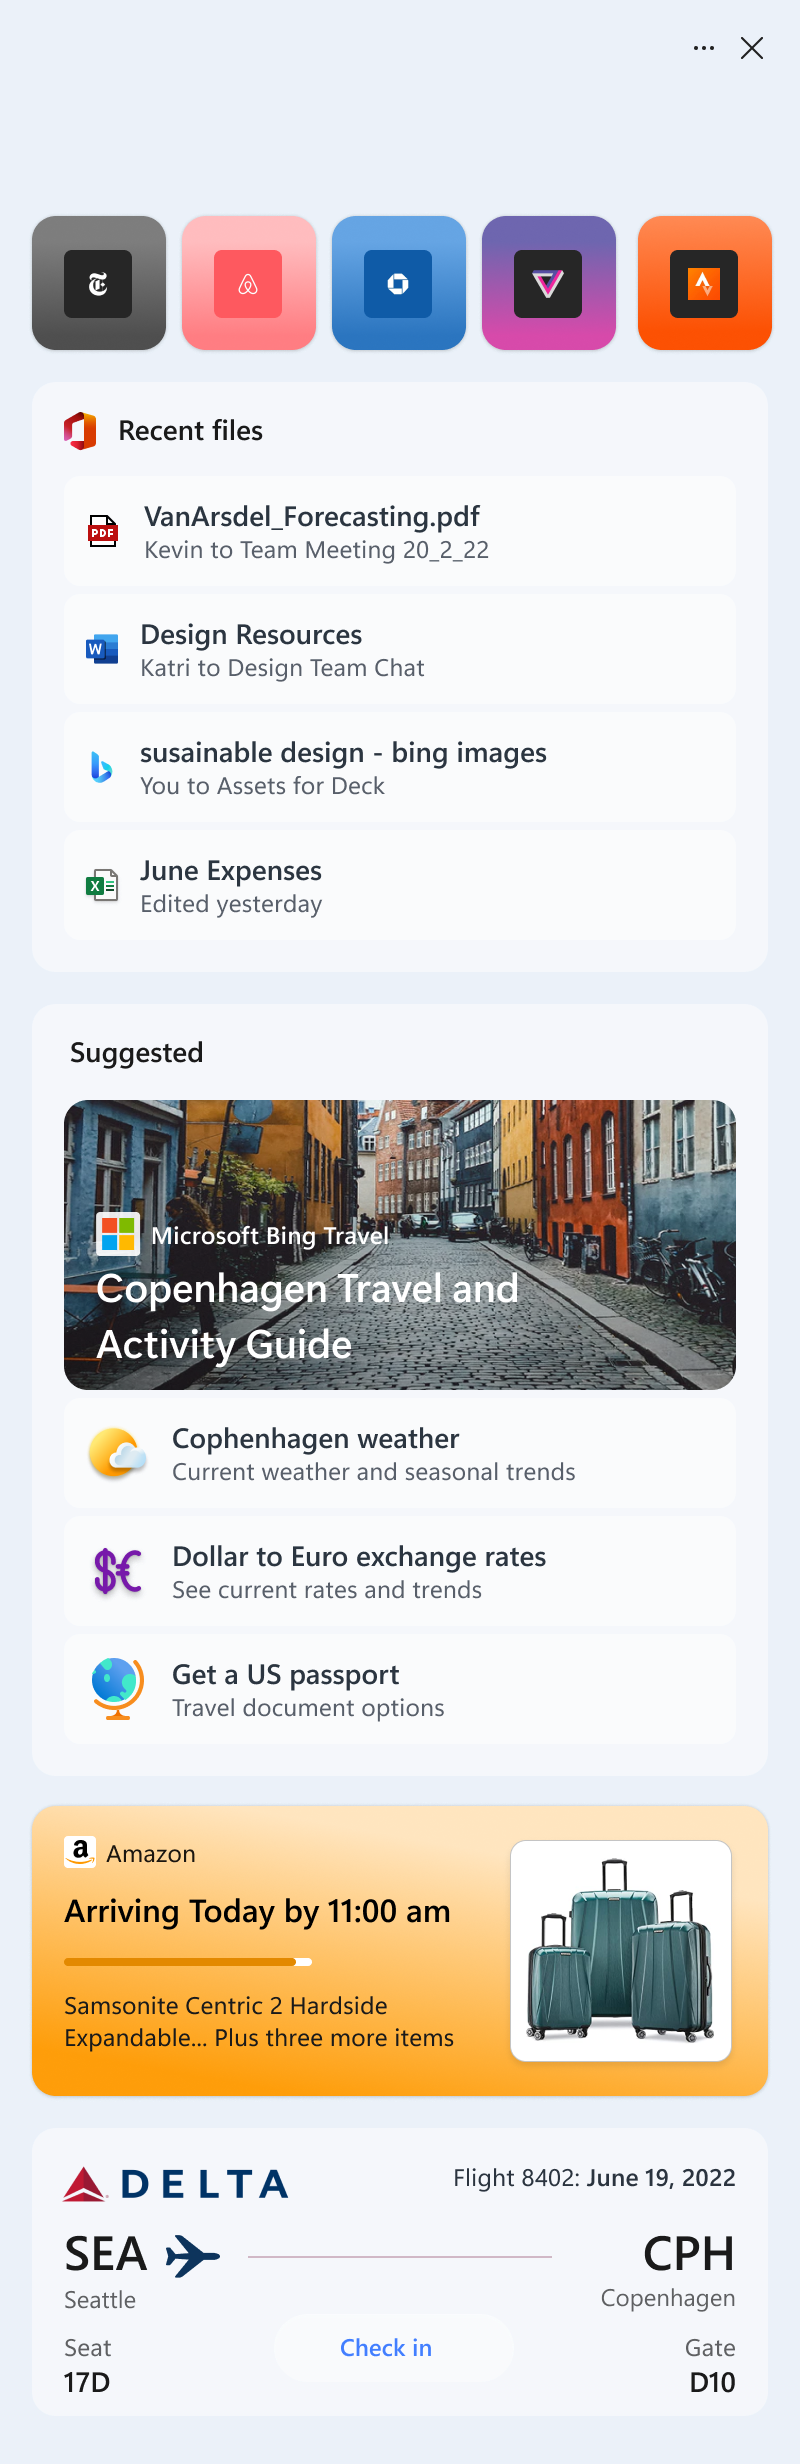 Recent files
PDF
VanArsdel_Forecasting.pdf
Kevin to Team Meeting 20_2_22
W
Design Resources
Katri to Design Team Chat
susainable design - bing images
You to Assets for Deck
X
June Expenses
Edited yesterday
Suggested
Microsoft Bing Travel
Copenhagen Travel and
Activity Guide
Cophenhagen weather
Current weather and seasonal trends
$€
Dollar to Euro exchange rates
See current rates and trends
Get a US passport
Travel document options
a
Amazon
Arriving Today by 11:00 am
Samsonite Centric 2 Hardside
Expandable... Plus three more items
DELTA
Flight 8402: June 19, 2022
SEA
CPH
Seattle
Copenhagen
Seat
Check in
Gate
17D
D10